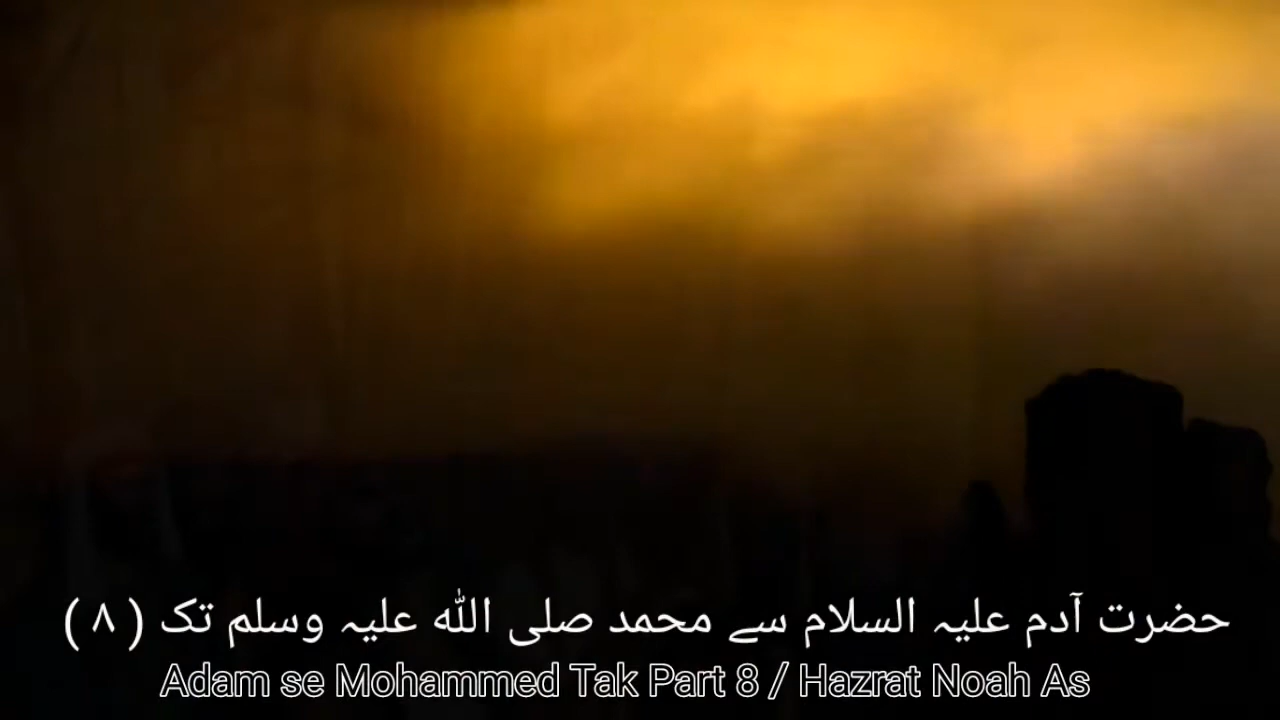 حضرت آدم علیہ السلام سے محمد صلی اللہ علیہ وسلم تک (۸)
Adam se Mohammed Tak Part 8 / Hazrat Noah As